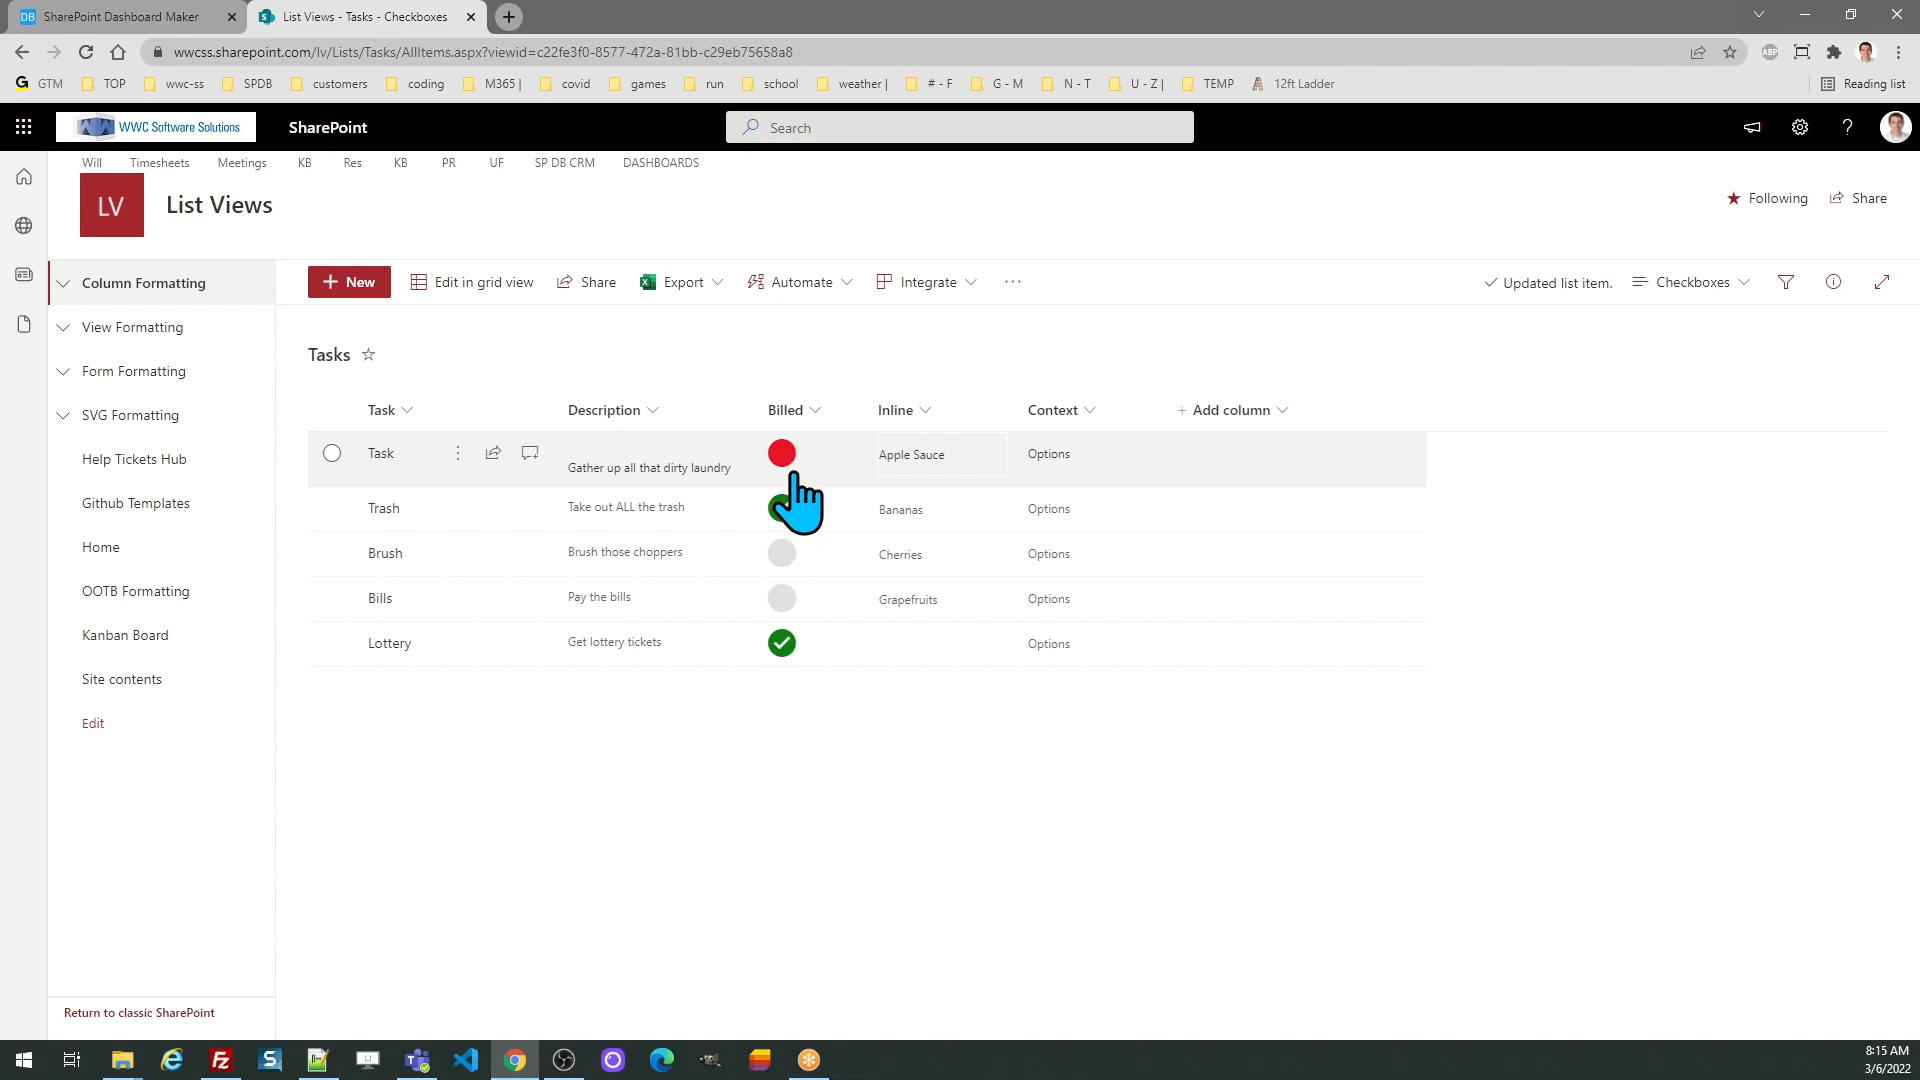 DB SharePoint Dashboard Maker
S List Views - Tasks - Checkboxes
wwcss.sharepoint.com/lv/Lists/Tasks/AllItems.aspx?viewid=c22fe3f0-8577-472a-81bb-c29eb75658a8
ABP
G GTM TOP wwc-ss SPDB customers coding M365 | covid games run school weather | # - F G - M N - T U - Z | TEMP 12ft Ladder Reading list
WWC Software Solutions SharePoint Search ?
Will Timesheets Meetings KB Res KB PR UF SP DB CRM DASHBOARDS
LV List Views Following Share
Column Formatting
View Formatting
Form Formatting
SVG Formatting
Help Tickets Hub
Github Templates
Home
OOTB Formatting
Kanban Board
Site contents
Edit
Return to classic SharePoint
+ New Edit in grid view Share Export Automate Integrate ... Updated list item. Checkboxes
Tasks
Task Description Billed Inline Context + Add column
Task Gather up all that dirty laundry Apple Sauce Options
Trash Take out ALL the trash Bananas Options
Brush Brush those choppers Cherries Options
Bills Pay the bills Grapefruits Options
Lottery Get lottery tickets Options
8:15 AM
3/6/2022